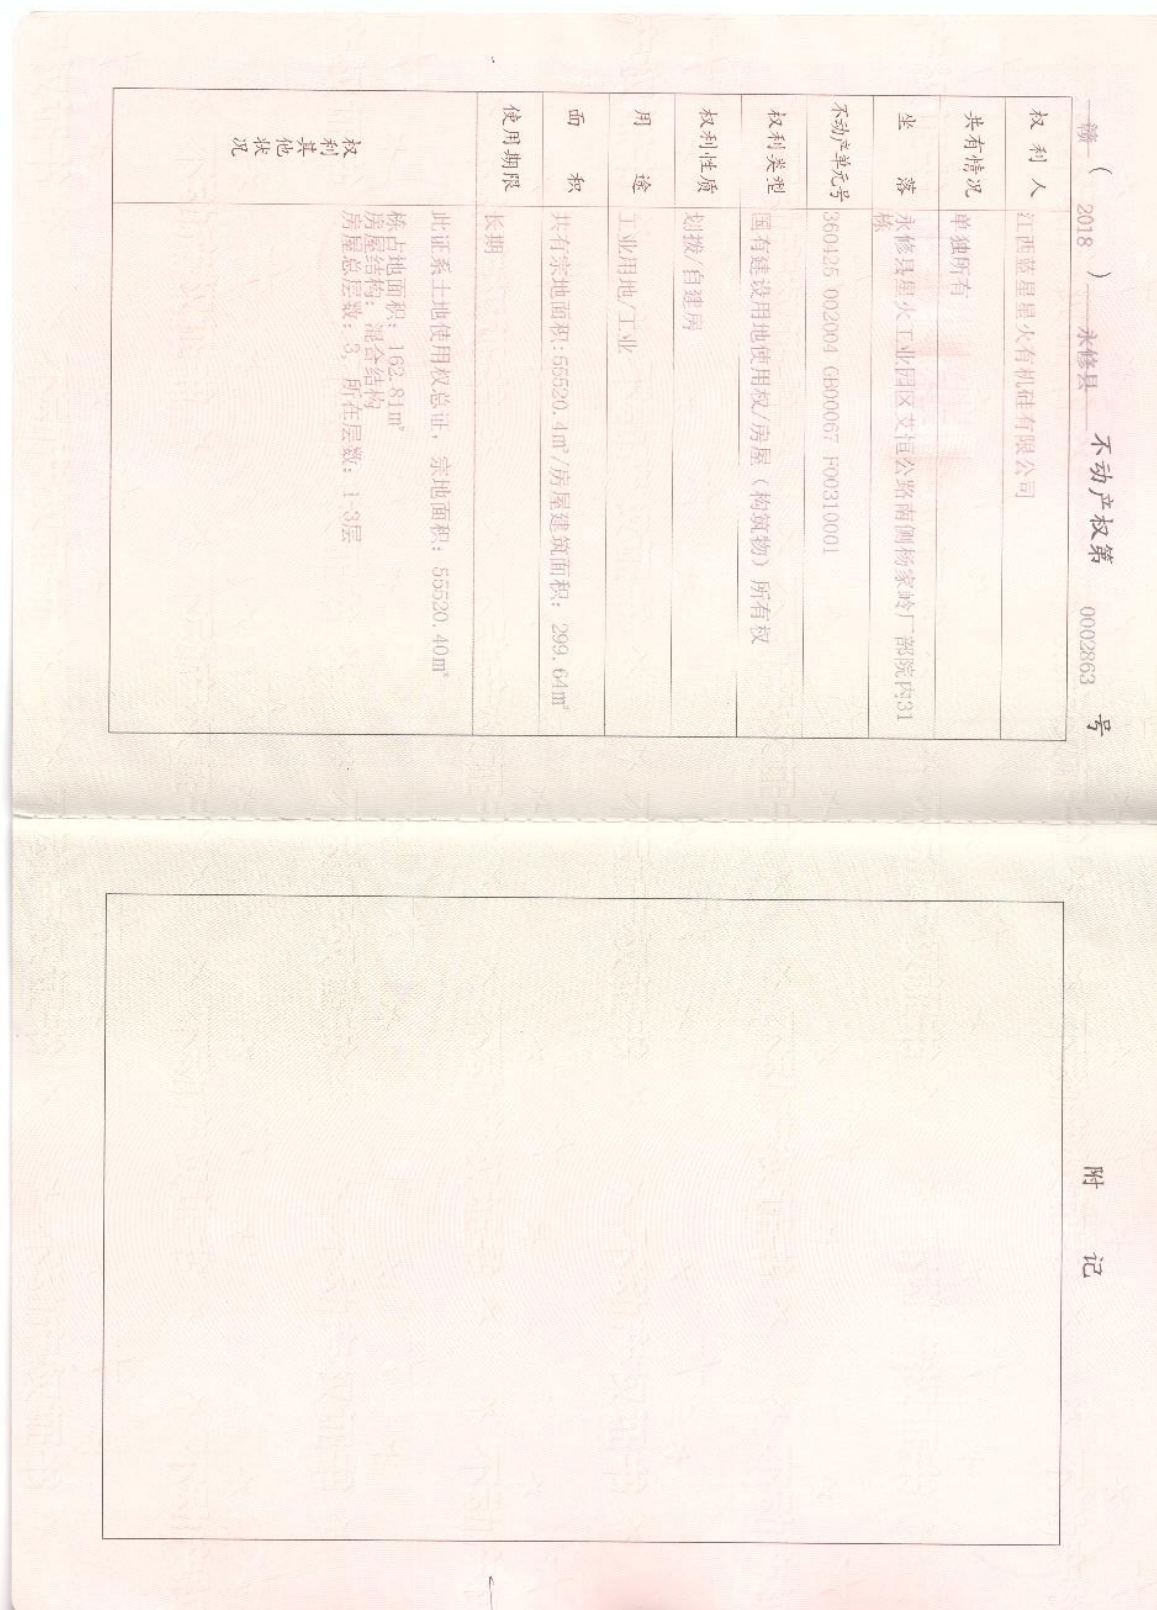 赣（ 2018 ） 永修县 不动产权第 0002863 号
权利人 江西蓝星星火有机硅有限公司
共有情况 单独所有
坐落 永修县星火工业园区艾恒公路南侧杨家岭厂部院内31
栋
不动产单元号 360425 002004 GB00067 F00310001
权利类型 国有建设用地使用权/房屋（构筑物）所有权
权利性质 划拨/自建房
用途 工业用地/工业
面积 共有宗地面积:55520.4㎡/房屋建筑面积: 299.64㎡
使用期限 长期
权利其他状况
此证系土地使用权总证, 宗地面积: 55520.40㎡
栋占地面积: 162.81㎡
房屋结构: 混合结构
房屋总层数: 3, 所在层数: 1-3层
附 记